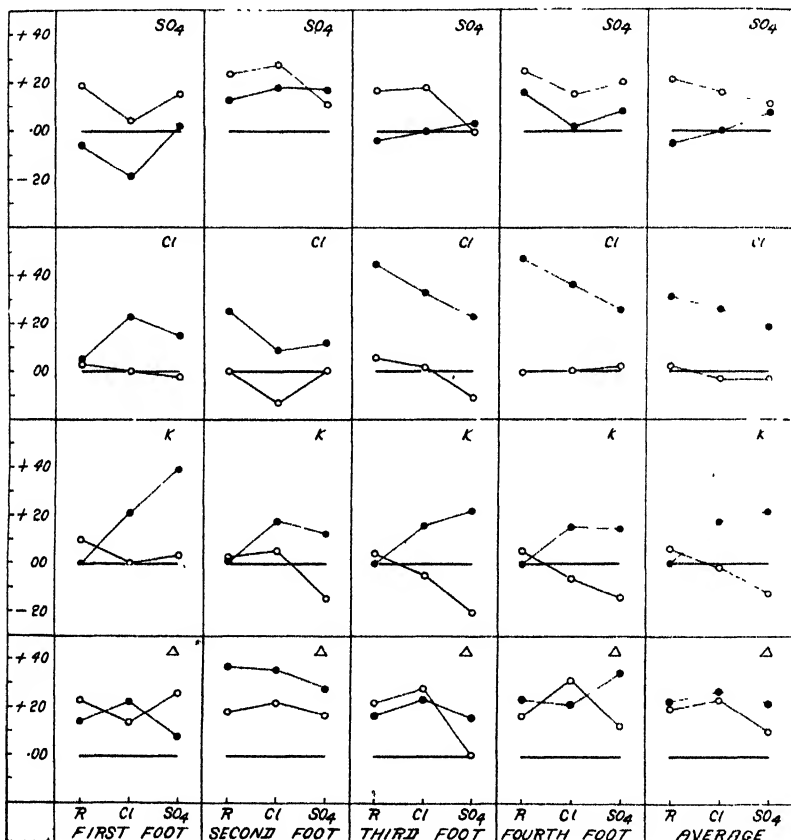 + 40 SO4 SO4 SO4 SO4 SO4
+ 20
.00
- 20
Cl Cl Cl Cl Cl
+ 40
+ 20
00
K K K K K
+ 40
+ 20
00
- 20
+ 40 △ △ △ △ △
+ 20
.00
R Cl SO4 R Cl SO4 R Cl SO4 R Cl SO4 R Cl SO4
FIRST FOOT SECOND FOOT THIRD FOOT FOURTH FOOT AVERAGE